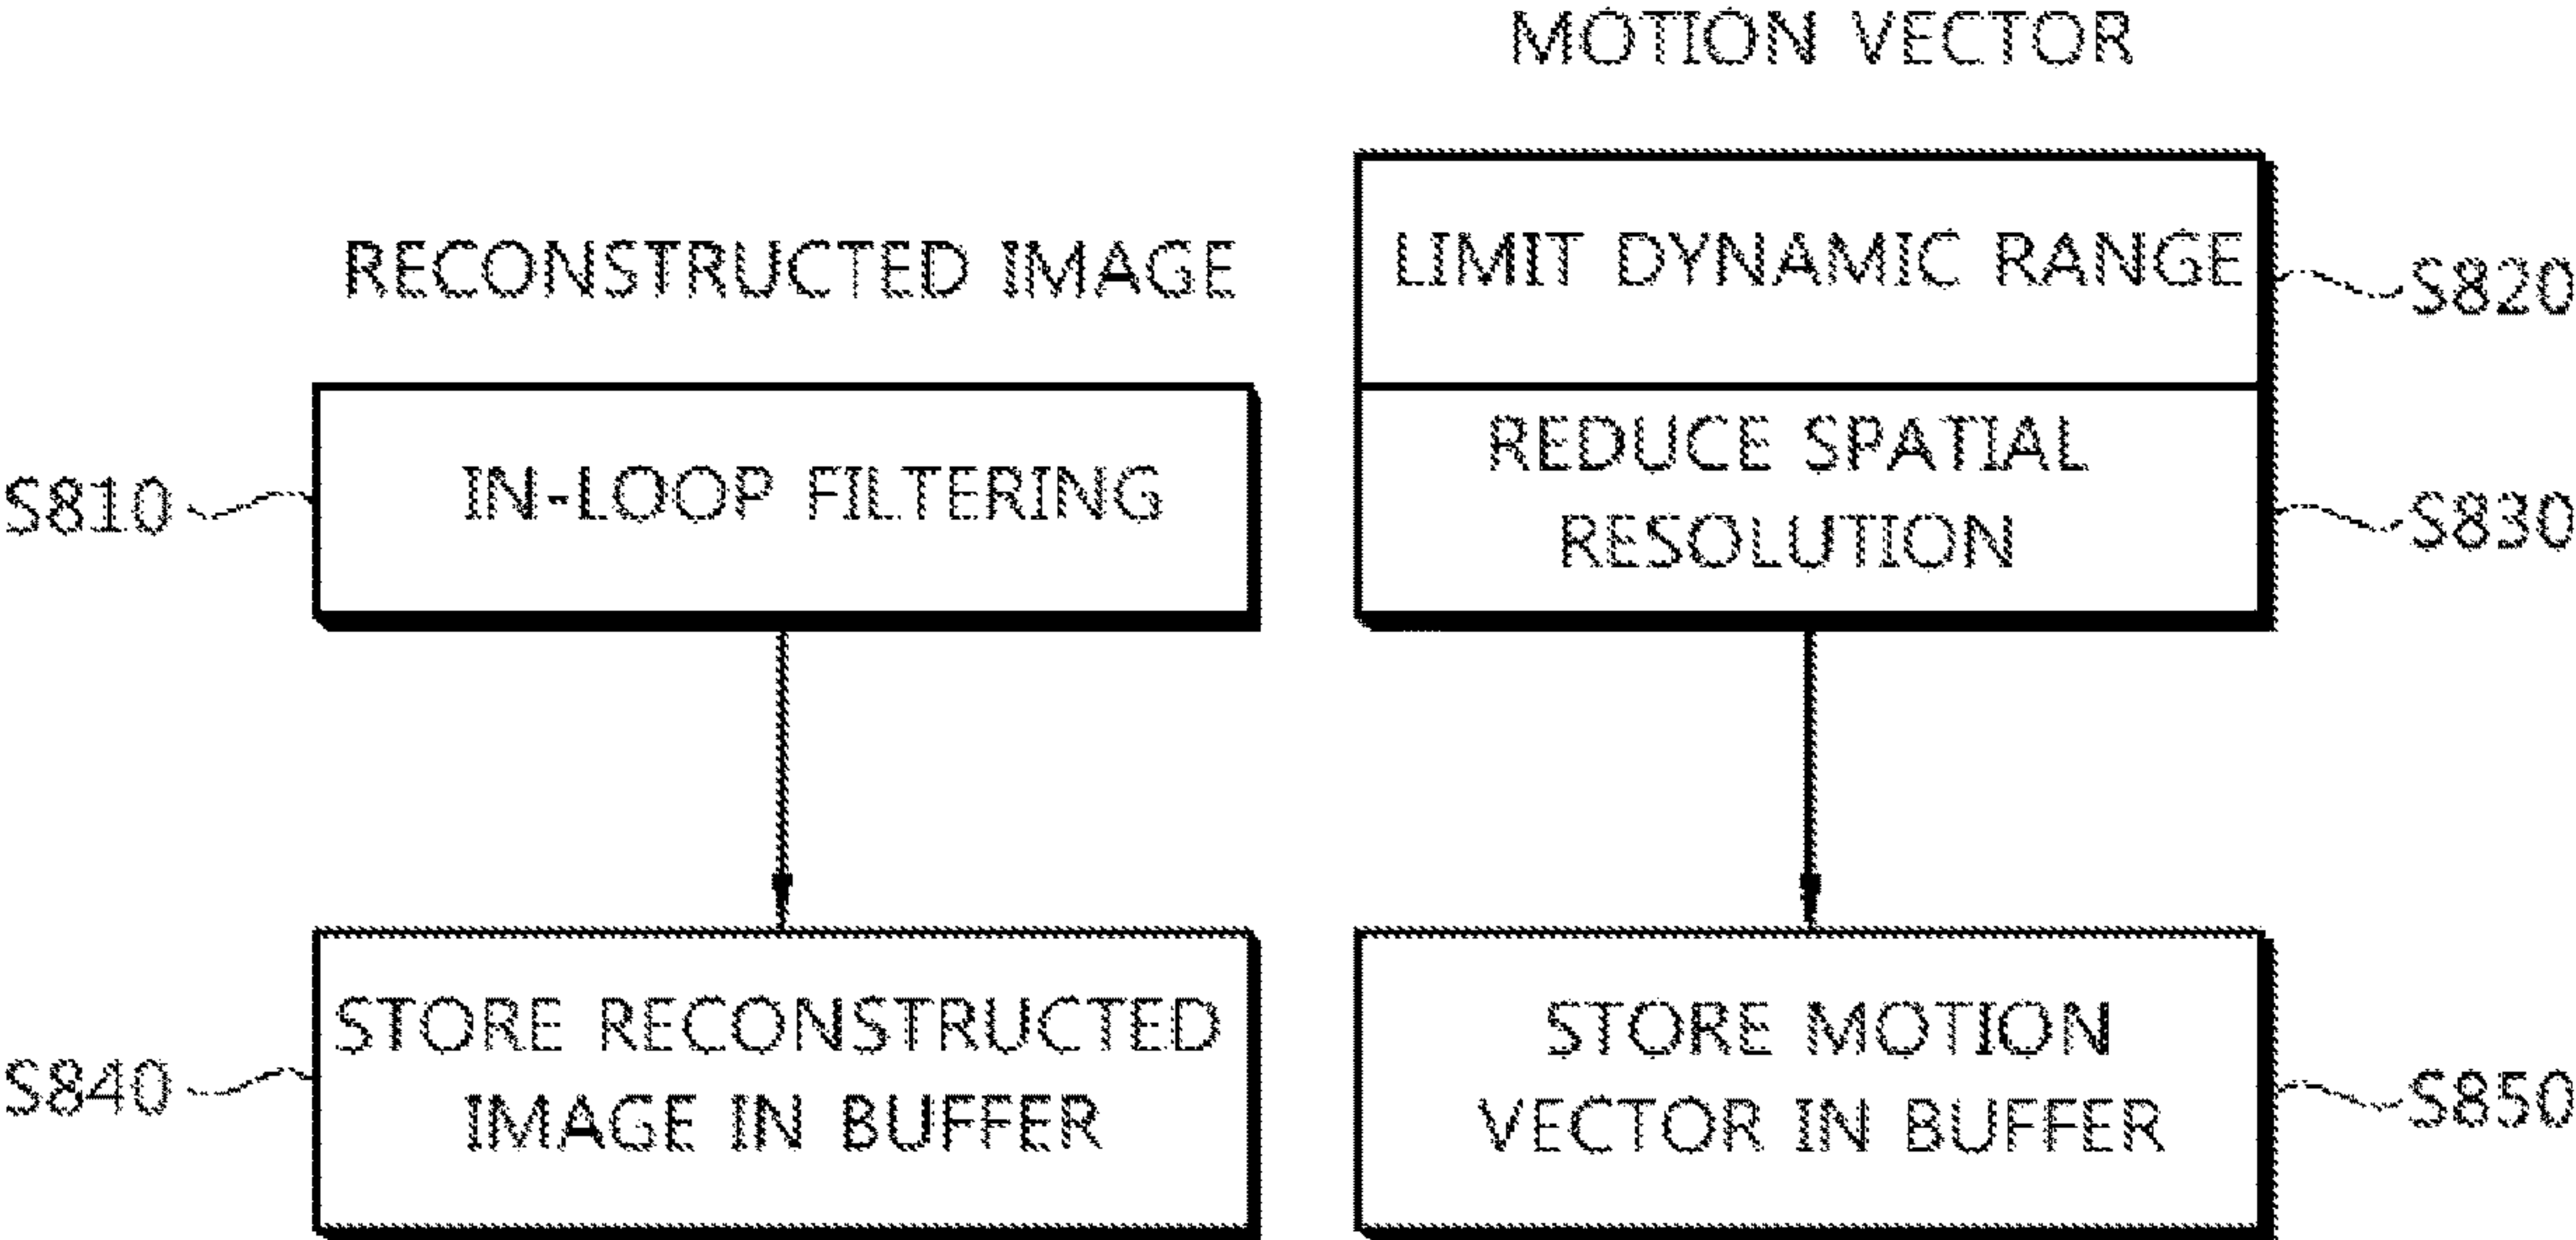 MOTION VECTOR
RECONSTRUCTED IMAGE
LIMIT DYNAMIC RANGE
S820
S810
IN-LOOP FILTERING
REDUCE SPATIAL
RESOLUTION
S830
S840
STORE RECONSTRUCTED
IMAGE IN BUFFER
STORE MOTION
VECTOR IN BUFFER
S850